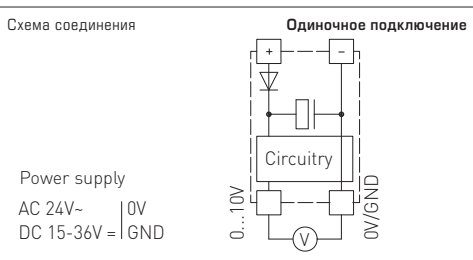 Схема соединения
Одиночное подключение
+ −
Circuitry
Power supply
AC 24V~ | 0V
DC 15-36V = | GND
0...10V
0V/GND
V